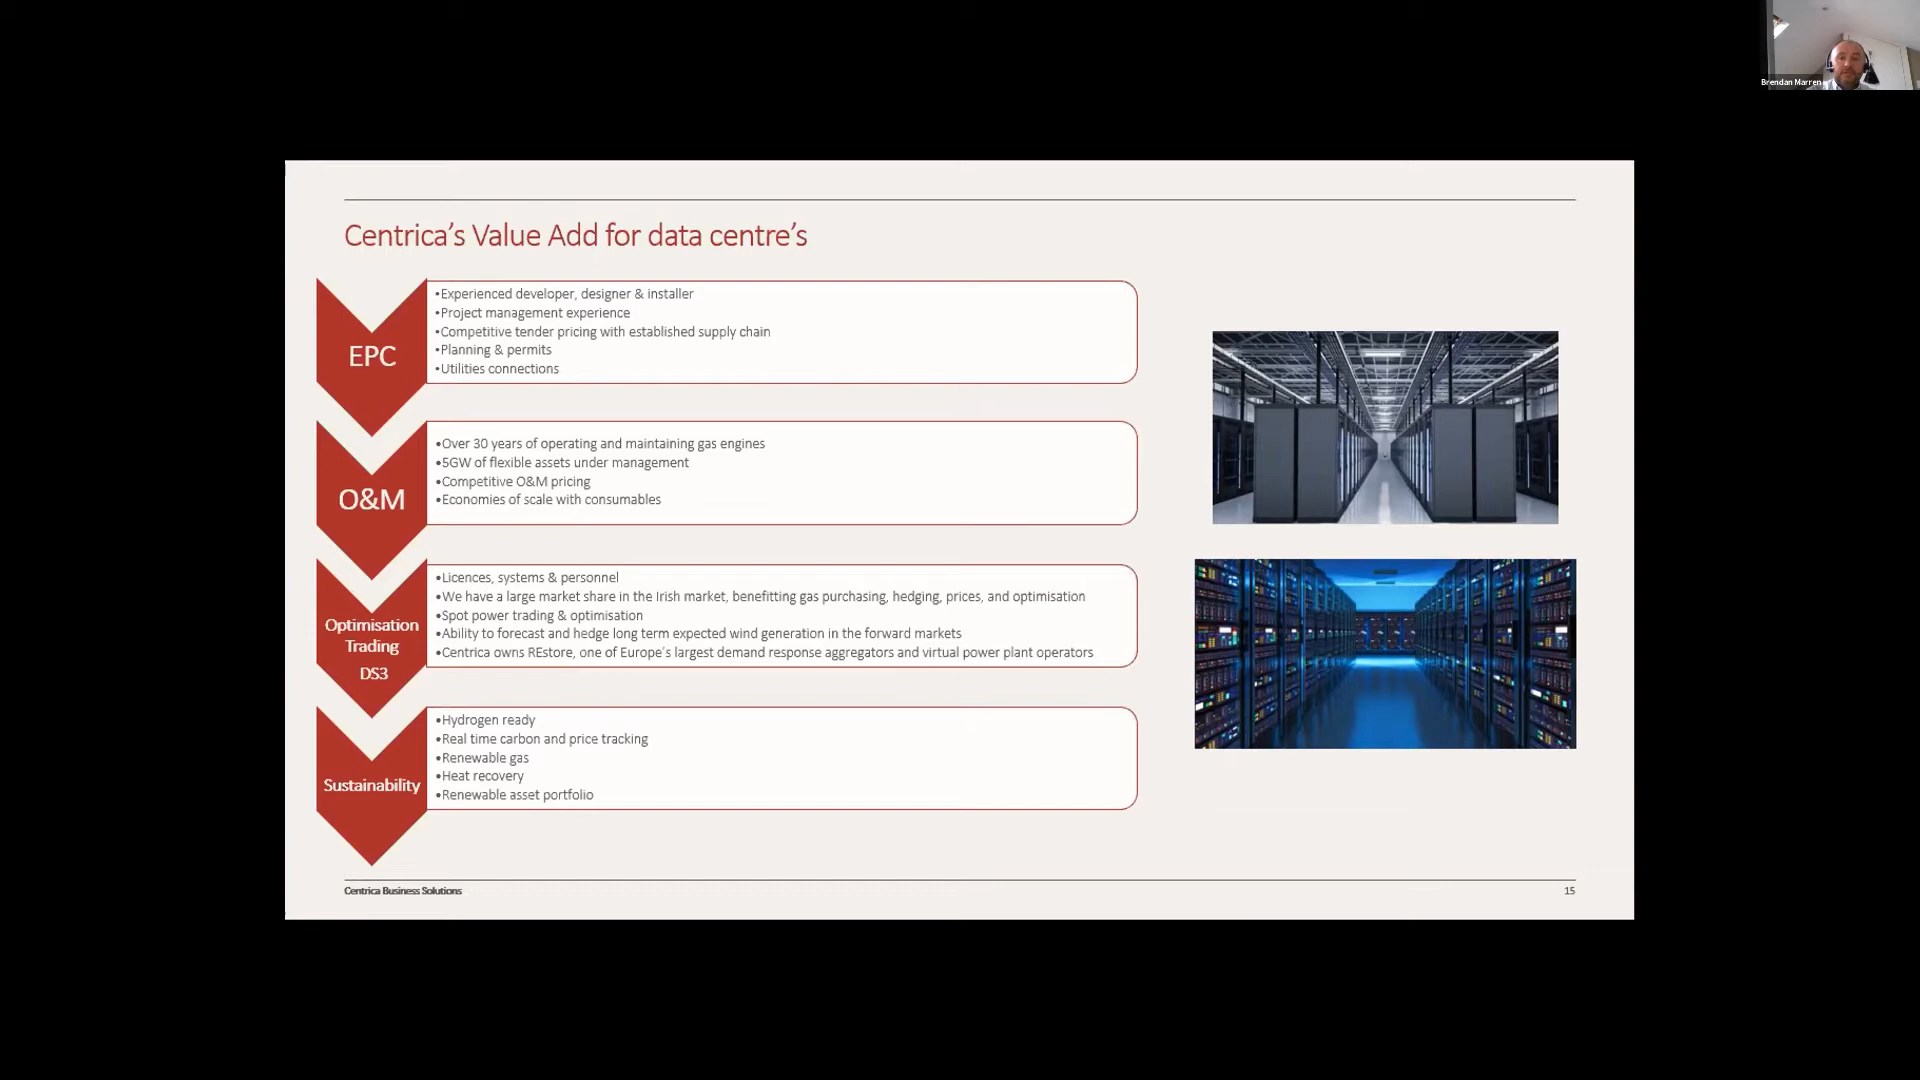 Brendan Marren
Centrica's Value Add for data centre's
EPC
•Experienced developer, designer & installer
•Project management experience
•Competitive tender pricing with established supply chain
•Planning & permits
•Utilities connections
O&M
•Over 30 years of operating and maintaining gas engines
•5GW of flexible assets under management
•Competitive O&M pricing
•Economies of scale with consumables
Optimisation
Trading
DS3
•Licences, systems & personnel
•We have a large market share in the Irish market, benefitting gas purchasing, hedging, prices, and optimisation
•Spot power trading & optimisation
•Ability to forecast and hedge long term expected wind generation in the forward markets
•Centrica owns REstore, one of Europe's largest demand response aggregators and virtual power plant operators
Sustainability
•Hydrogen ready
•Real time carbon and price tracking
•Renewable gas
•Heat recovery
•Renewable asset portfolio
Centrica Business Solutions
15